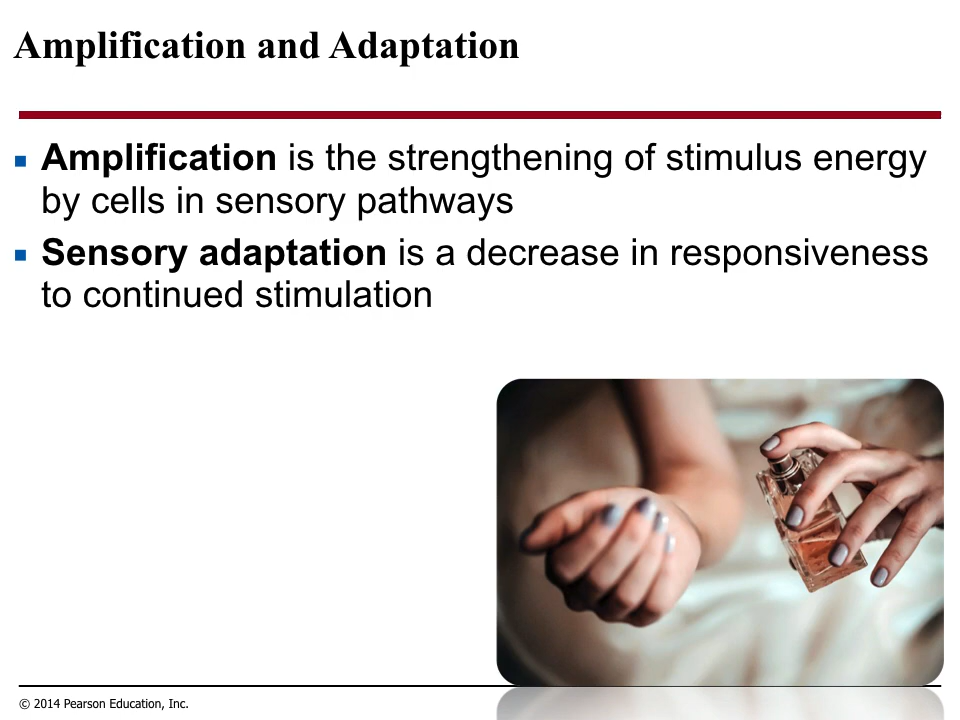 Amplification and Adaptation
Amplification is the strengthening of stimulus energy
by cells in sensory pathways
Sensory adaptation is a decrease in responsiveness
to continued stimulation
© 2014 Pearson Education, Inc.